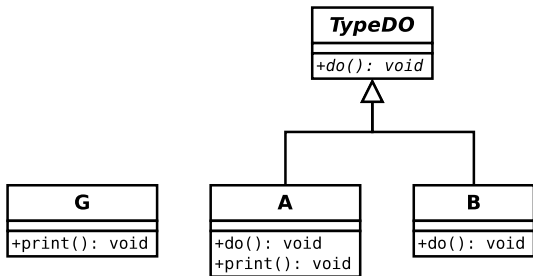 TypeDO
+do(): void
G
+print(): void
A
+do(): void
+print(): void
B
+do(): void